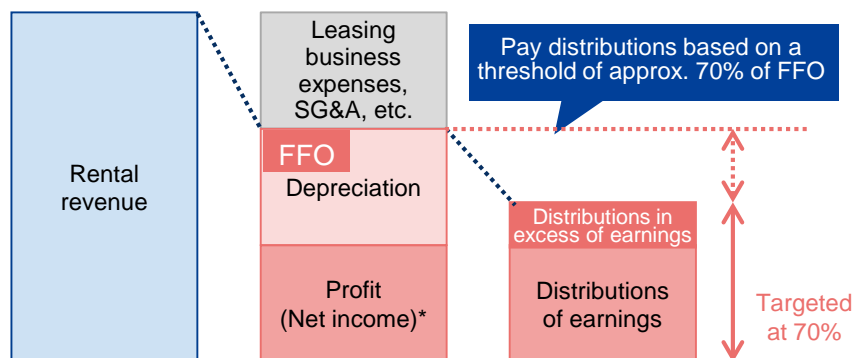 Rental
revenue
Leasing
business
expenses,
SG&A, etc.
FFO
Depreciation
Profit
(Net income)*
Pay distributions based on a
threshold of approx. 70% of FFO
Distributions in
excess of earnings
Distributions
of earnings
Targeted
at 70%